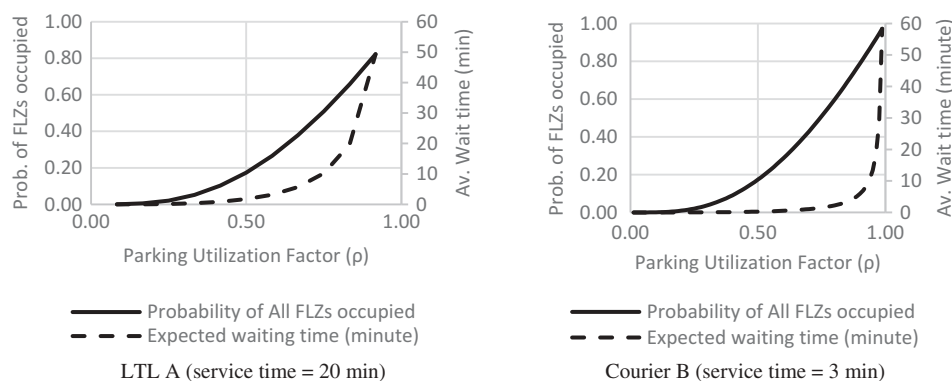 Prob. of FLZs occupied
1.00
0.80
0.60
0.40
0.20
0.00
60
50
40
30
20
10
0
Av. Wait time (min)
0.00 0.50 1.00
Parking Utilization Factor (ρ)
Probability of All FLZs occupied
Expected waiting time (minute)
LTL A (service time = 20 min)
Prob. of FLZs occupied
1.00
0.80
0.60
0.40
0.20
0.00
60
50
40
30
20
10
0
Av. Wait time (minute)
0.00 0.50 1.00
Parking Utilization Factor (ρ)
Probability of All FLZs occupied
Expected waiting time (minute)
Courier B (service time = 3 min)